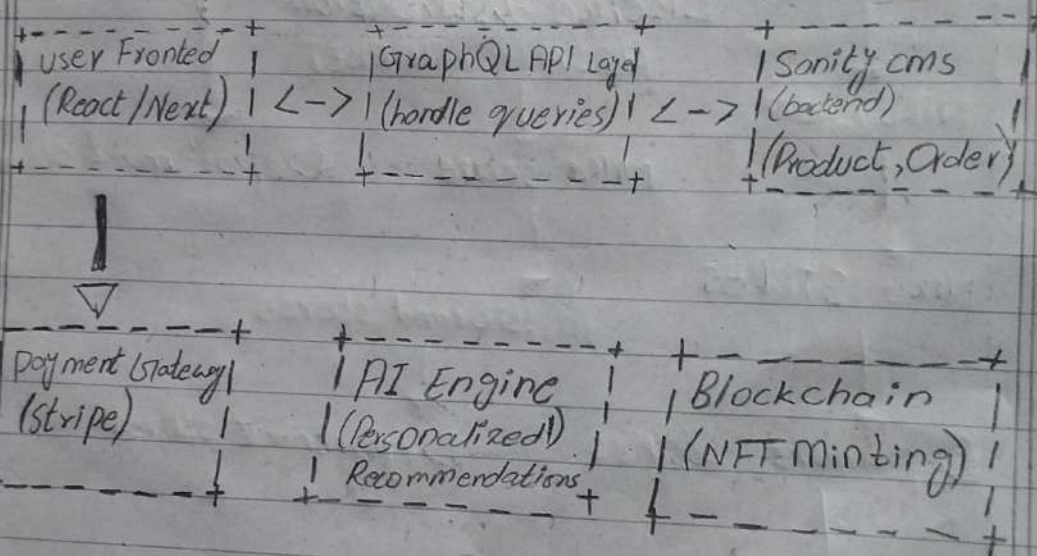 User Fronted
(React/Next)
<->
GraphQL API Layer
(handle queries)
<->
Sanity cms
(backend)
(Product, Order)
payment Gateway
(stripe)
AI Engine
(Personalized)
Recommendations
Blockchain
(NFT Minting)